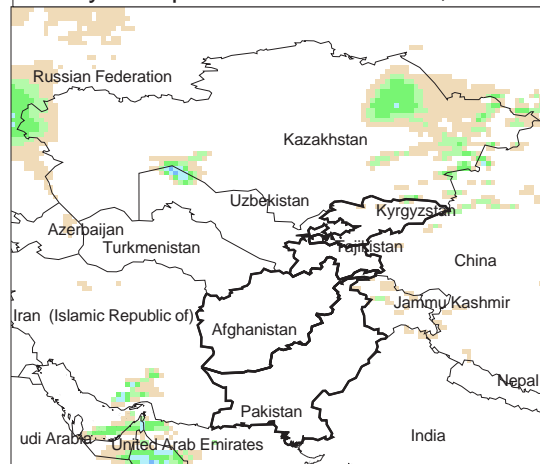 Russian Federation
Kazakhstan
Uzbekistan
Kyrgyzstan
Azerbaijan
Turkmenistan
Tajikistan
China
Jammu Kashmir
Iran (Islamic Republic of)
Afghanistan
Nepal
Pakistan
udi Arabia
United Arab Emirates
India